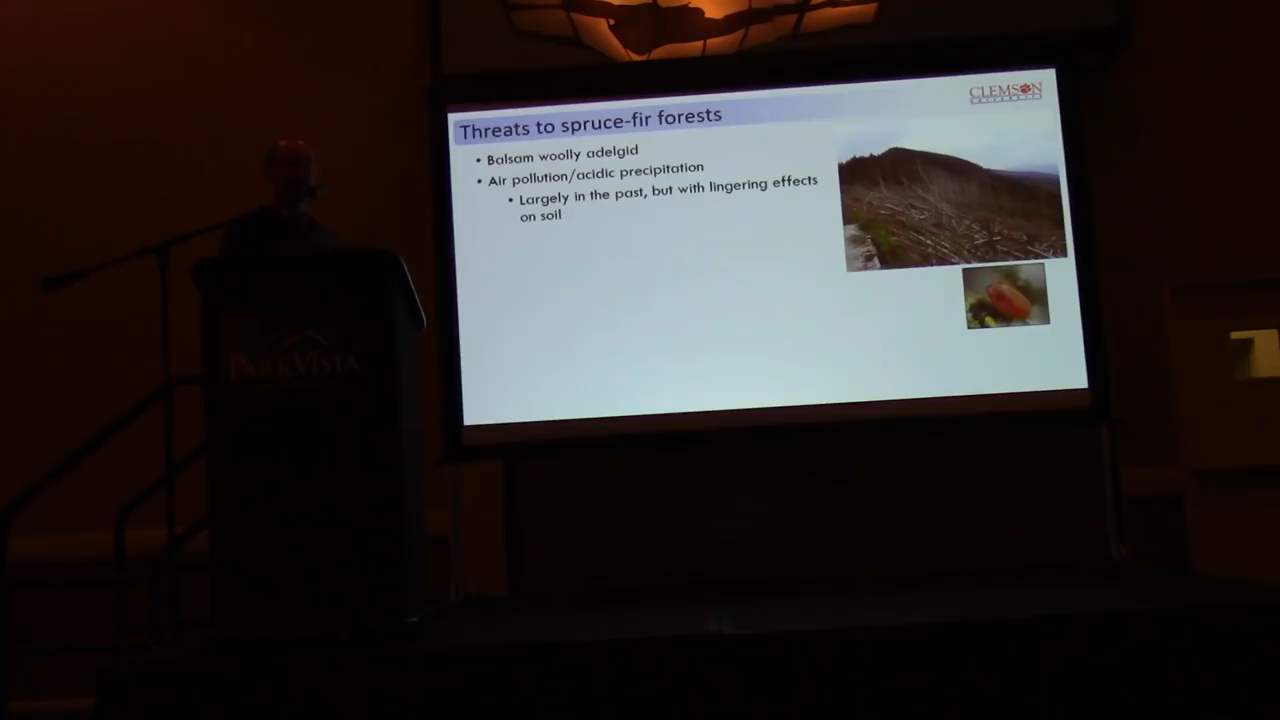 CLEMSON
UNIVERSITY
Threats to spruce-fir forests
• Balsam woolly adelgid
• Air pollution/acidic precipitation
• Largely in the past, but with lingering effects
on soil
PARKVISTA